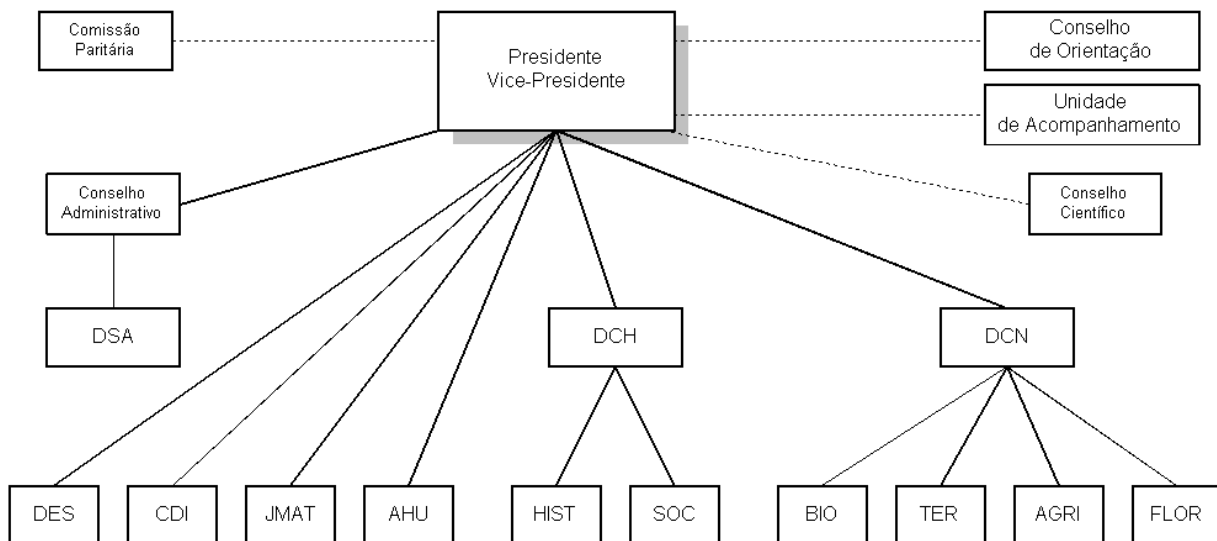 Comissão
Paritária
Presidente
Vice-Presidente
Conselho
de Orientação
Unidade
de Acompanhamento
Conselho
Administrativo
Conselho
Científico
DSA
DCH
DCN
DES
CDI
JMAT
AHU
HIST
SOC
BIO
TER
AGRI
FLOR